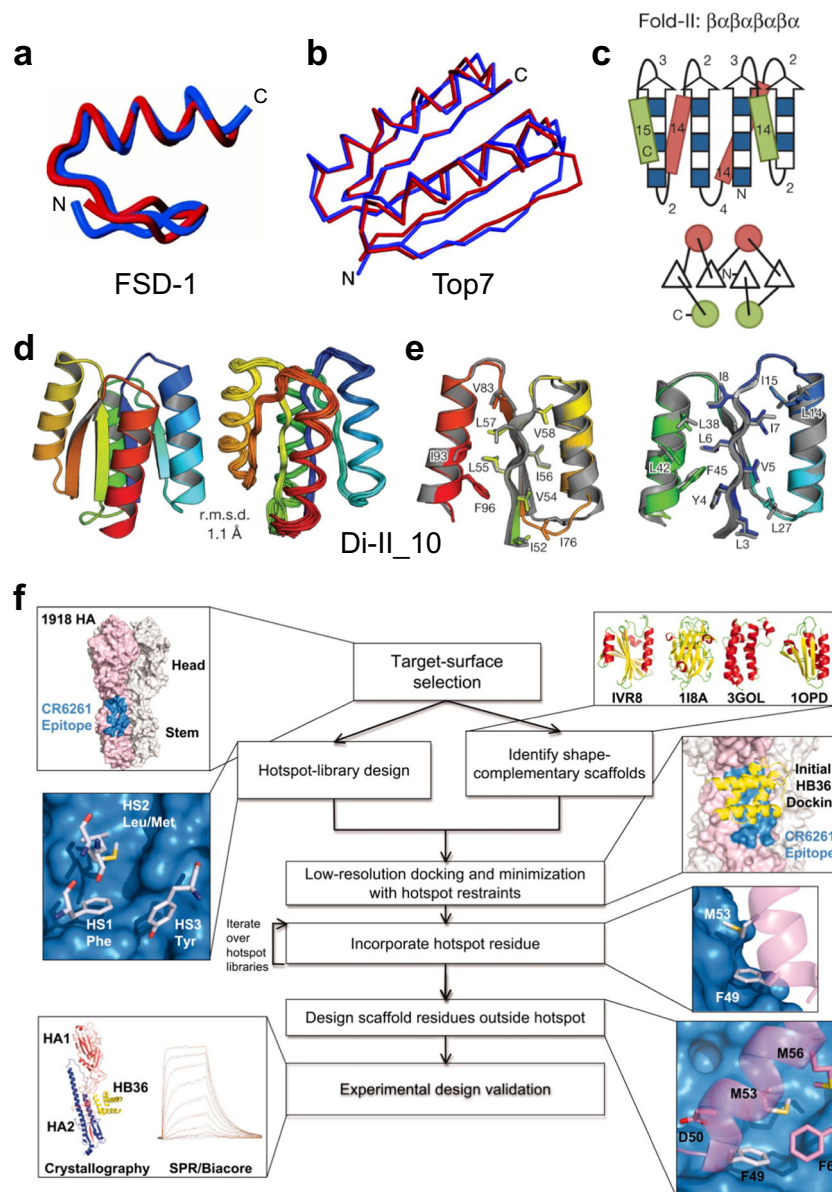 a
C
N
FSD-1
b
C
N
Top7
c
Fold-II: βαβαβαβα
3
2
3
2
15
C
14
14
14
2
4
N
2
N
C
d
r.m.s.d.
1.1 Å
Di-II_10
e
V83
L57
V58
I93
L55
I56
V54
F96
I52
I76
I8
I15
L14
L38
I7
L6
L42
F45
V5
Y4
L27
L3
f
1918 HA
Head
CR6261
Epitope
Stem
Target-surface
selection
IVR8
1I8A
3GOL
1OPD
Hotspot-library design
Identify shape-
complementary scaffolds
HS2
Leu/Met
HS1
Phe
HS3
Tyr
Initial
HB36
Dockin
CR6261
Epitope
Low-resolution docking and minimization
with hotspot restraints
Iterate
over
hotspot
libraries
Incorporate hotspot residue
M53
F49
Design scaffold residues outside hotspot
HA1
HB36
HA2
Crystallography
SPR/Biacore
Experimental design validation
M56
M53
D50
F49
F6